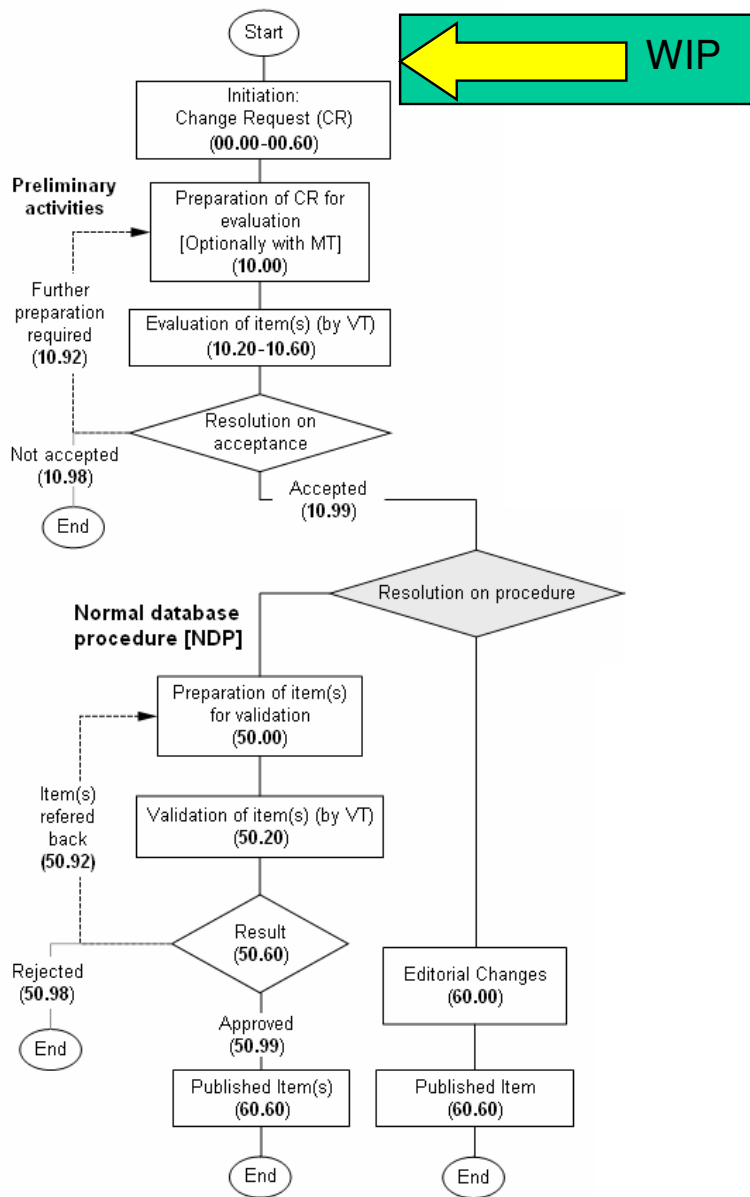 Start
WIP
Initiation:
Change Request (CR)
(00.00-00.60)
Preliminary
activities
Preparation of CR for
evaluation
[Optionally with MT]
(10.00)
Further
preparation
required
(10.92)
Evaluation of item(s) (by VT)
(10.20-10.60)
Resolution on
acceptance
Not accepted
(10.98)
End
Accepted
(10.99)
Resolution on procedure
Normal database
procedure [NDP]
Preparation of item(s)
for validation
(50.00)
Item(s)
refered
back
(50.92)
Validation of item(s) (by VT)
(50.20)
Result
(50.60)
Rejected
(50.98)
End
Approved
(50.99)
Editorial Changes
(60.00)
Published Item(s)
(60.60)
Published Item
(60.60)
End
End